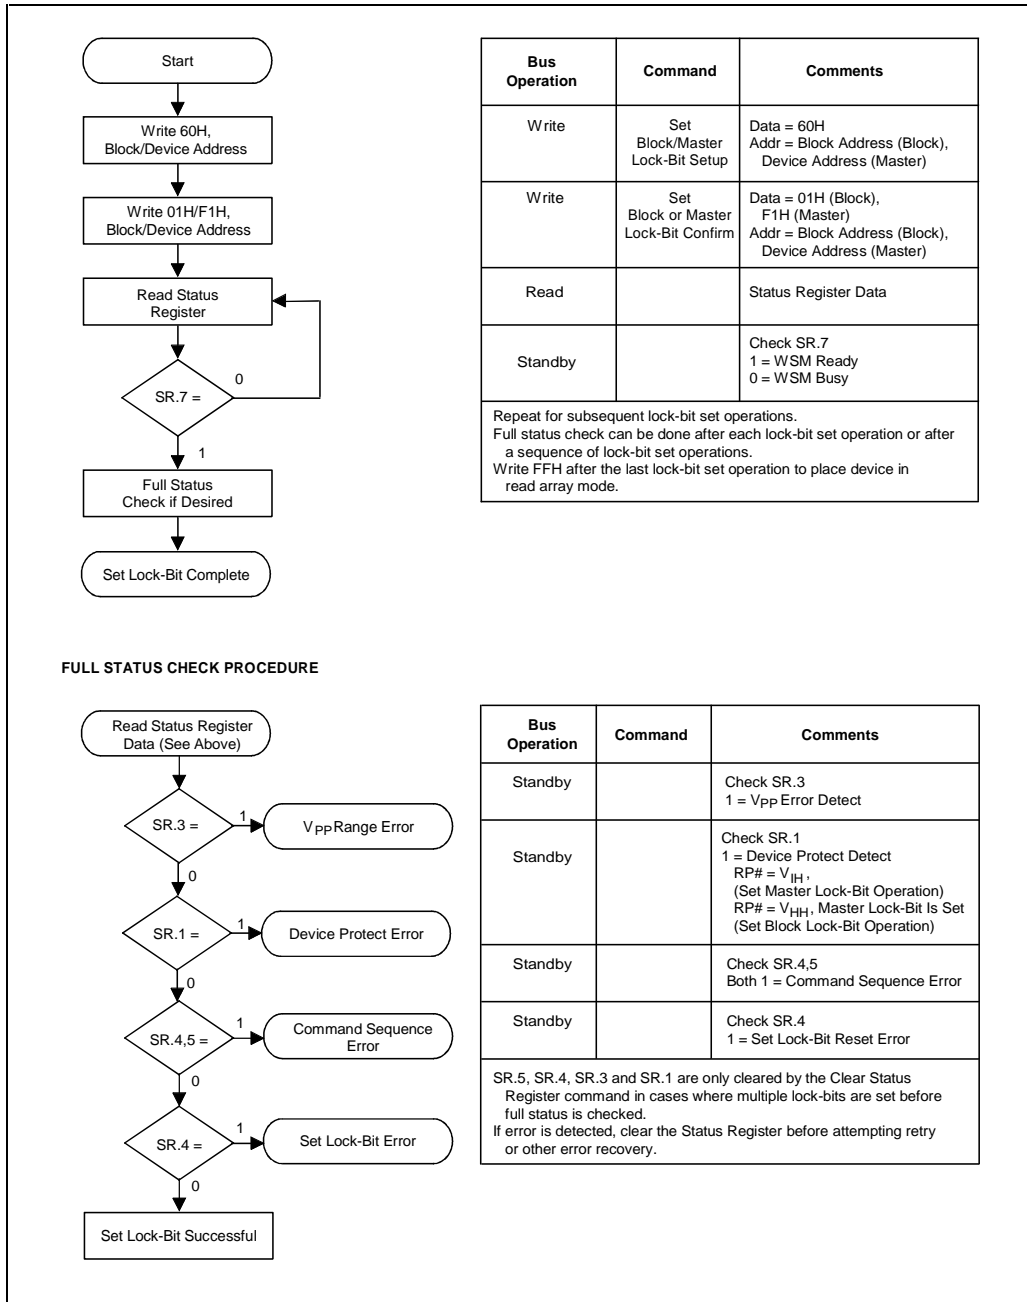 Start
Write 60H,
Block/Device Address
Write 01H/F1H,
Block/Device Address
Read Status
Register
SR.7 =
0
1
Full Status
Check if Desired
Set Lock-Bit Complete
Bus
Operation
Command
Comments
Write
Set
Block/Master
Lock-Bit Setup
Data = 60H
Addr = Block Address (Block),
Device Address (Master)
Write
Set
Block or Master
Lock-Bit Confirm
Data = 01H (Block),
F1H (Master)
Addr = Block Address (Block),
Device Address (Master)
Read
Status Register Data
Standby
Check SR.7
1 = WSM Ready
0 = WSM Busy
Repeat for subsequent lock-bit set operations.
Full status check can be done after each lock-bit set operation or after
a sequence of lock-bit set operations.
Write FFH after the last lock-bit set operation to place device in
read array mode.
FULL STATUS CHECK PROCEDURE
Read Status Register
Data (See Above)
SR.3 =
1
VPP Range Error
0
SR.1 =
1
Device Protect Error
0
SR.4,5 =
1
Command Sequence
Error
0
SR.4 =
1
Set Lock-Bit Error
0
Set Lock-Bit Successful
Bus
Operation
Command
Comments
Standby
Check SR.3
1 = VPP Error Detect
Standby
Check SR.1
1 = Device Protect Detect
RP# = VIH,
(Set Master Lock-Bit Operation)
RP# = VHH, Master Lock-Bit Is Set
(Set Block Lock-Bit Operation)
Standby
Check SR.4,5
Both 1 = Command Sequence Error
Standby
Check SR.4
1 = Set Lock-Bit Reset Error
SR.5, SR.4, SR.3 and SR.1 are only cleared by the Clear Status
Register command in cases where multiple lock-bits are set before
full status is checked.
If error is detected, clear the Status Register before attempting retry
or other error recovery.